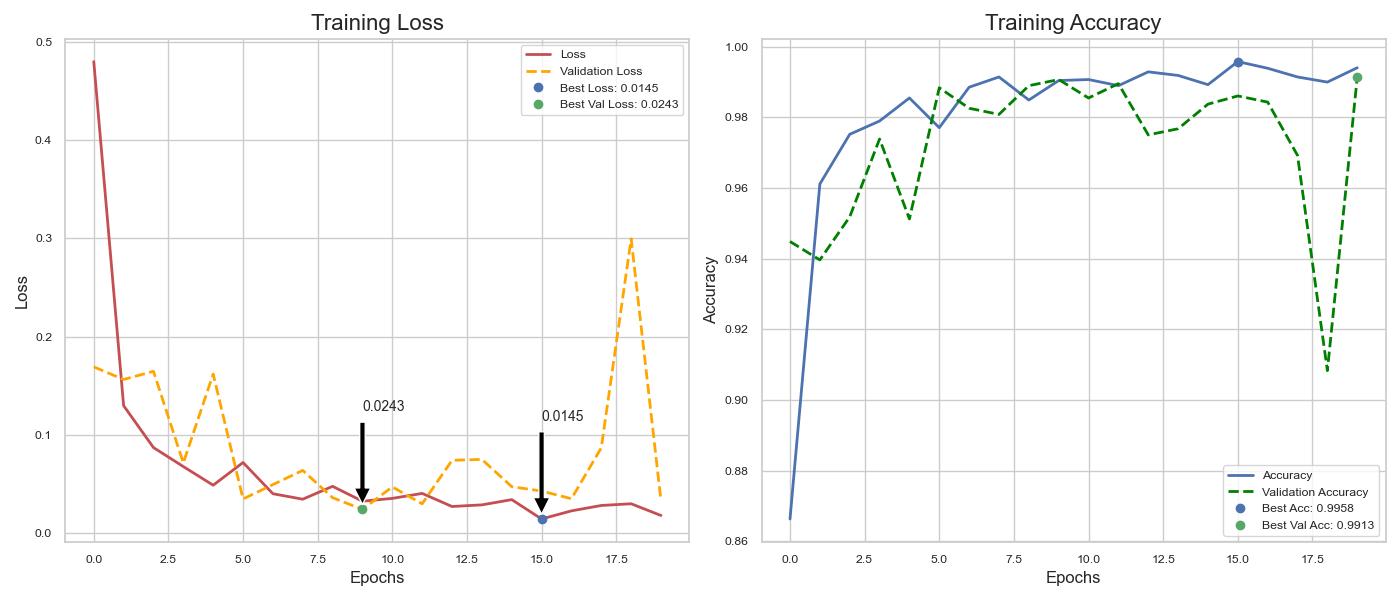 Training Loss
0.5
0.4
0.3
0.2
0.1
0.0
Loss
Loss
Validation Loss
Best Loss: 0.0145
Best Val Loss: 0.0243
0.0243
0.0145
0.0 2.5 5.0 7.5 10.0 12.5 15.0 17.5
Epochs
Training Accuracy
1.00
0.98
0.96
0.94
0.92
0.90
0.88
0.86
Accuracy
Accuracy
Validation Accuracy
Best Acc: 0.9958
Best Val Acc: 0.9913
0.0 2.5 5.0 7.5 10.0 12.5 15.0 17.5
Epochs